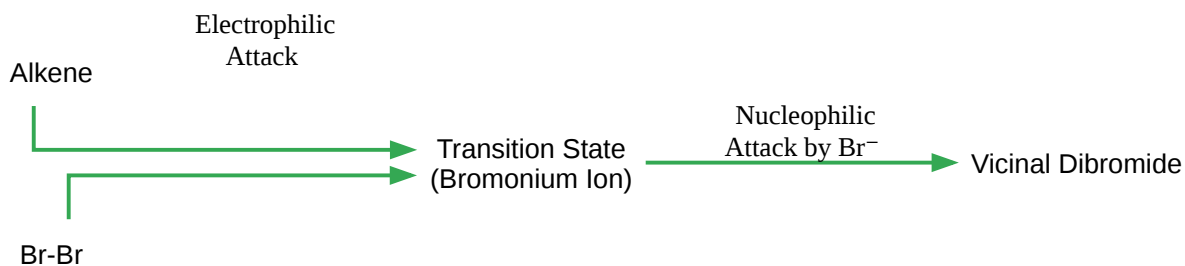 Electrophilic
Attack
Alkene
Nucleophilic
Attack by Br⁻
Transition State
(Bromonium Ion)
Vicinal Dibromide
Br-Br